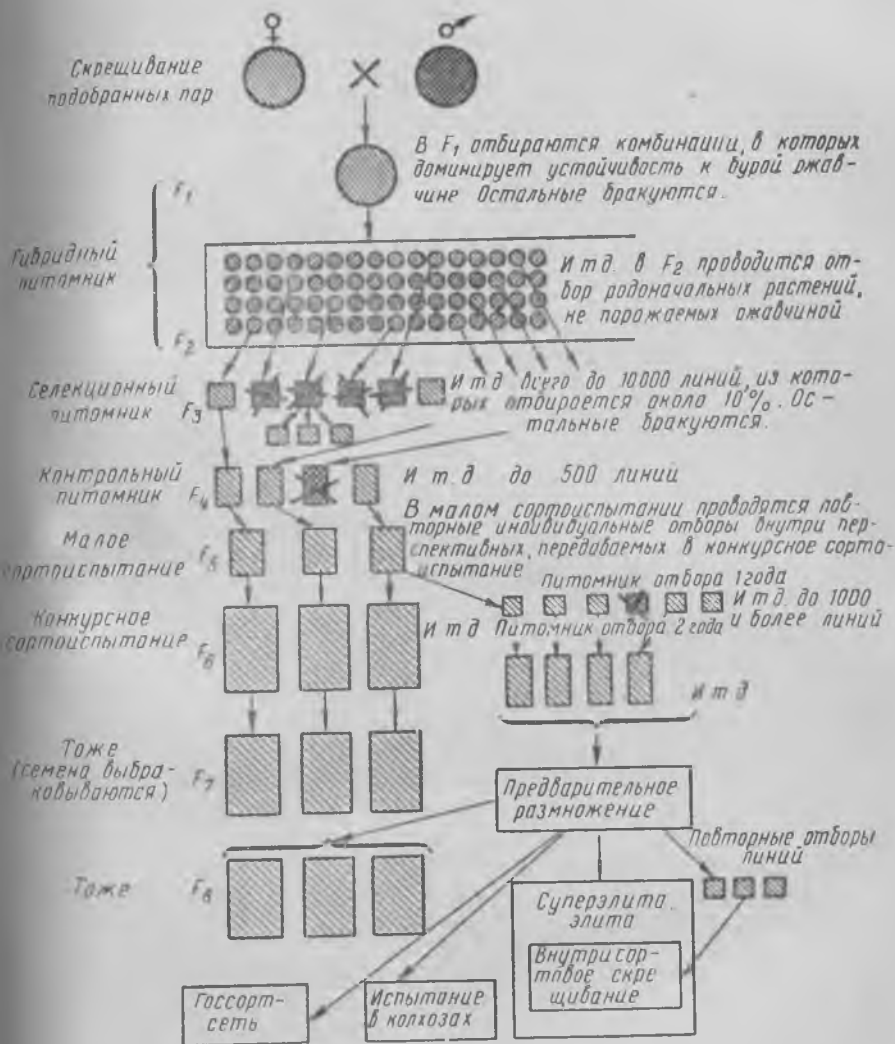 ♀ ♂
Скрещивание
подобранных пар
×
В F₁ отбираются комбинации, в которых
доминирует устойчивость к бурой ржав-
чине Остальные бракуются.
F₁
Гибридный
питомник
И т д. в F₂ проводится от-
бор родоначальных растений,
не поражаемых ржавчиной
F₂
Селекционный
питомник F₃
И т д всего до 10000 линий, из кото-
рых отбирается около 10%. Ос-
тальные бракуются.
Контрольный
питомник F₄
И т. д до 500 линий
В малом сортоиспытании проводятся пов-
торные индивидуальные отборы внутри пер-
спективных, передаваемых в конкурсное сорто-
испытание
Малое
сортоиспытание F₅
Питомник отбора 1 года
И т д. до 1000
и более линий
Конкурсное
сортоиспытание F₆
И т д Питомник отбора 2 года
И т д
Тоже
(семена выбра-
ковываются) F₇
Предварительное
размножение
Повторные отборы
линий
Тоже F₈
Суперэлита.
элита
Внутрисор-
товое скре
щивание
Госсорт-
сеть
Испытание
в колхозах